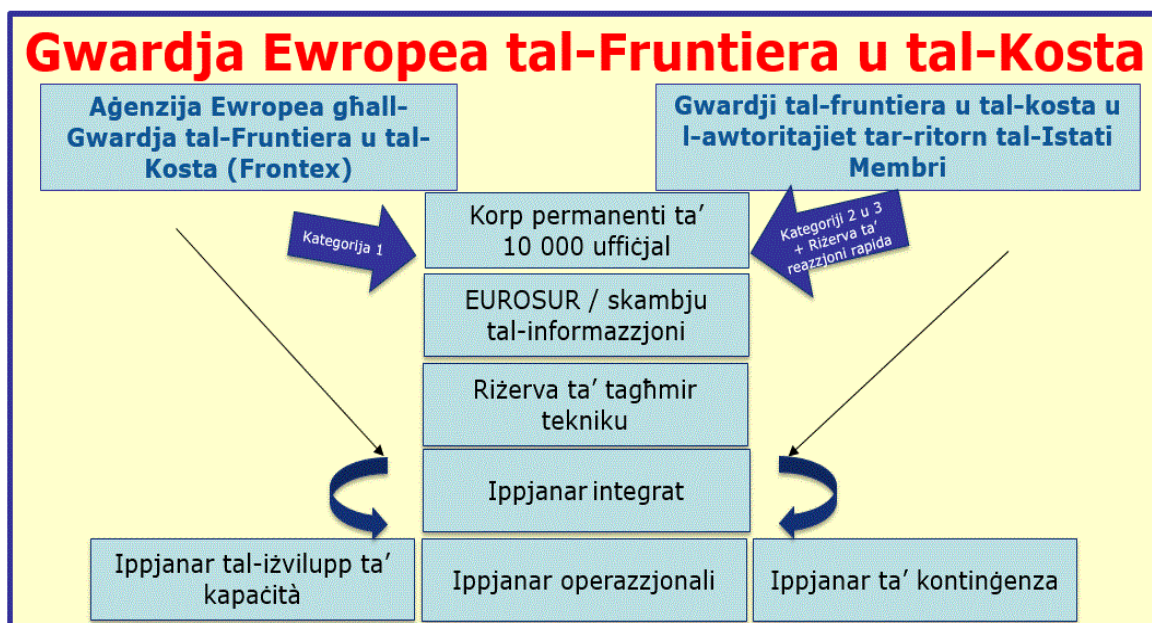 Gwardja Ewropea tal-Fruntiera u tal-Kosta
Aġenzija Ewropea għall-
Gwardja tal-Fruntiera u tal-
Kosta (Frontex)
Gwardji tal-fruntiera u tal-kosta u
l-awtoritajiet tar-ritorn tal-Istati
Membri
Kategorija 1
Korp permanenti ta’
10 000 uffiċjal
Kategoriji 2 u 3
+ Riżerva ta’
reazzjoni rapida
EUROSUR / skambju
tal-informazzjoni
Riżerva ta’ tagħmir
tekniku
Ippjanar integrat
Ippjanar tal-iżvilupp ta’
kapaċità
Ippjanar operazzjonali
Ippjanar ta’ kontinġenza